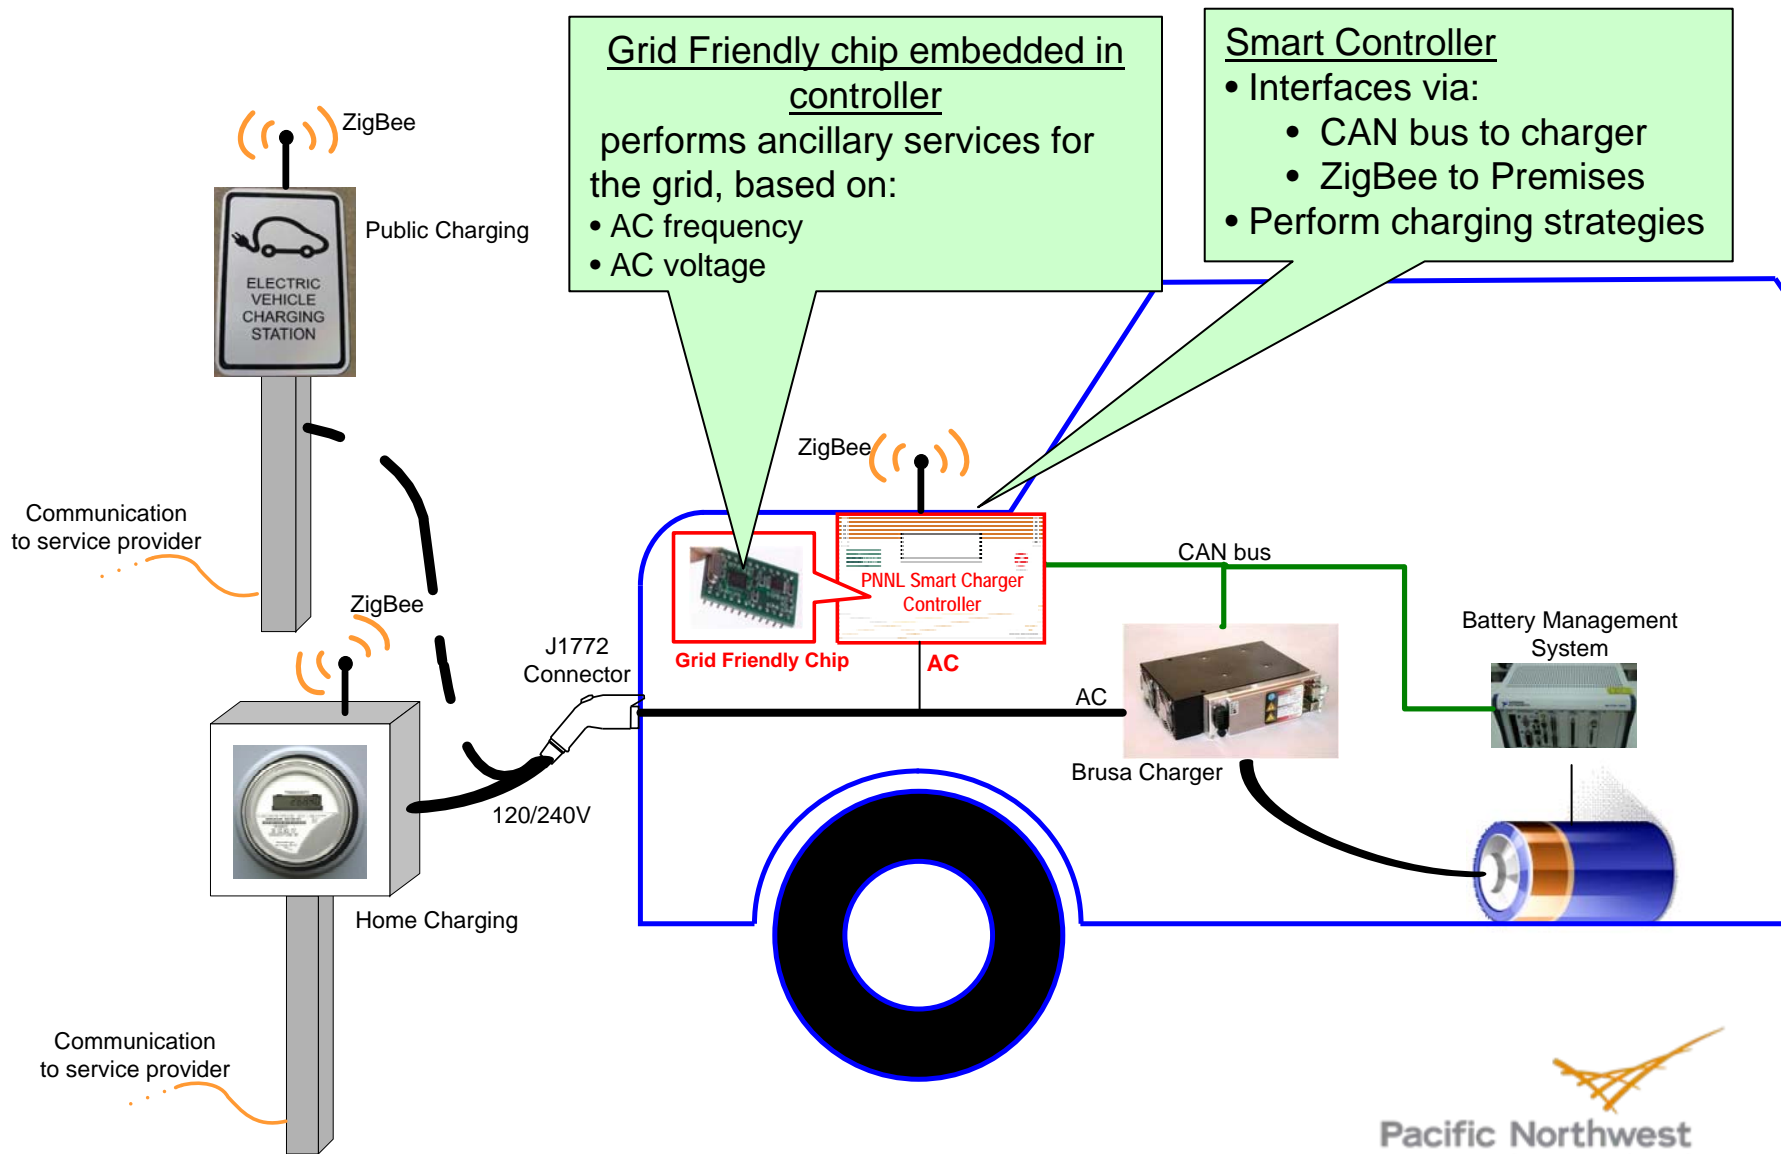 Grid Friendly chip embedded in
controller
performs ancillary services for
the grid, based on:
• AC frequency
• AC voltage
Smart Controller
• Interfaces via:
• CAN bus to charger
• ZigBee to Premises
• Perform charging strategies
ZigBee
Public Charging
ELECTRIC
VEHICLE
CHARGING
STATION
Communication
to service provider
ZigBee
ZigBee
PNNL Smart Charger
Controller
Grid Friendly Chip
AC
CAN bus
J1772
Connector
AC
Battery Management
System
Brusa Charger
120/240V
Home Charging
Communication
to service provider
Pacific Northwest